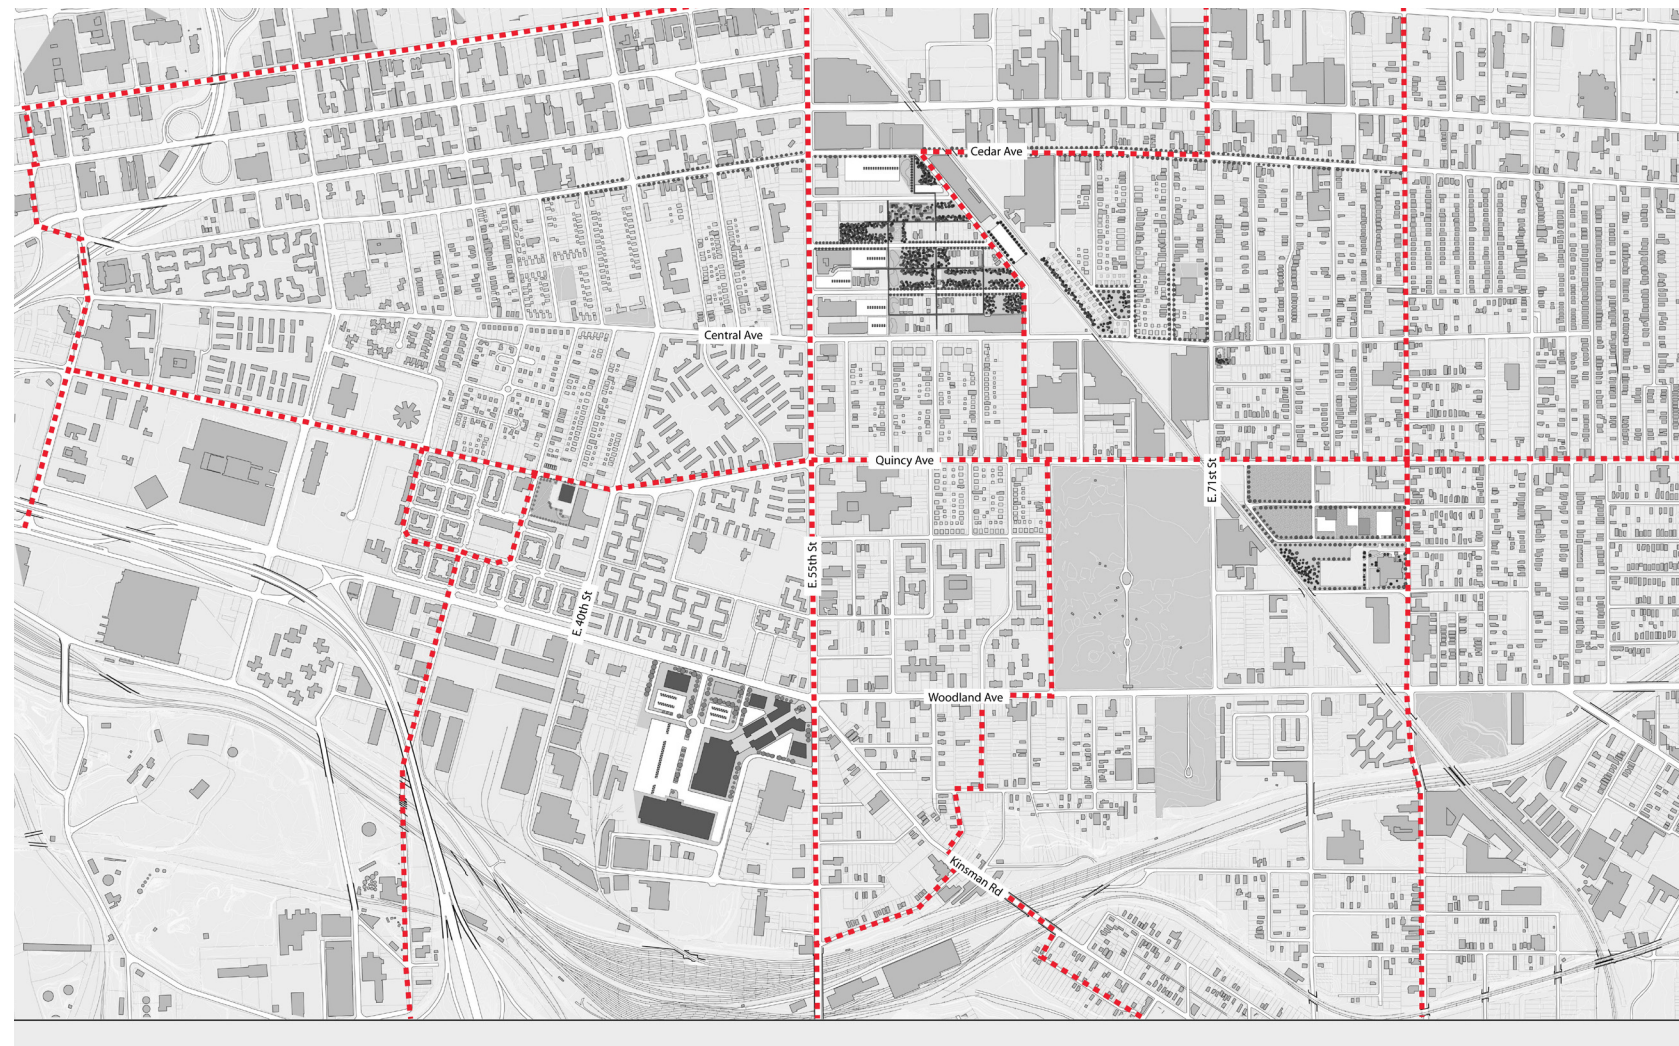 Cedar Ave
Central Ave
Quincy Ave
E.71st St
E.55th St
E.40th St
Woodland Ave
Kinsman Rd